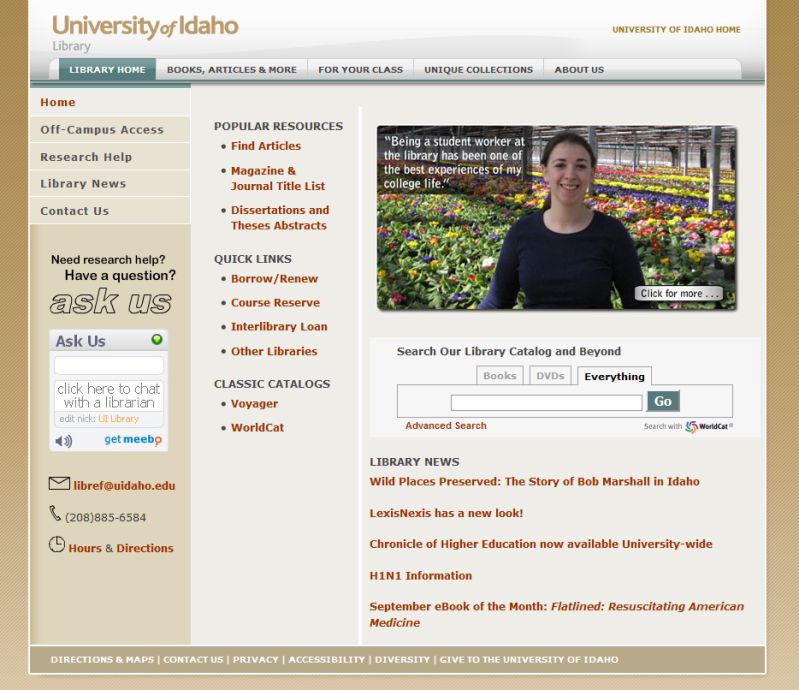 University of Idaho
Library
UNIVERSITY OF IDAHO HOME
LIBRARY HOME
BOOKS, ARTICLES & MORE
FOR YOUR CLASS
UNIQUE COLLECTIONS
ABOUT US
Home
Off-Campus Access
Research Help
Library News
Contact Us
Need research help?
Have a question?
ask us
Ask Us
click here to chat
with a librarian
edit nick: UI Library
get meebo
libref@uidaho.edu
(208)885-6584
Hours & Directions
POPULAR RESOURCES
Find Articles
Magazine &
Journal Title List
Dissertations and
Theses Abstracts
QUICK LINKS
Borrow/Renew
Course Reserve
Interlibrary Loan
Other Libraries
CLASSIC CATALOGS
Voyager
WorldCat
"Being a student worker at
the library has been one of
the best experiences of my
college life."
Click for more . . .
Search Our Library Catalog and Beyond
Books
DVDs
Everything
Go
Advanced Search
Search with WorldCat®
LIBRARY NEWS
Wild Places Preserved: The Story of Bob Marshall in Idaho
LexisNexis has a new look!
Chronicle of Higher Education now available University-wide
H1N1 Information
September eBook of the Month: Flatlined: Resuscitating American
Medicine
DIRECTIONS & MAPS | CONTACT US | PRIVACY | ACCESSIBILITY | DIVERSITY | GIVE TO THE UNIVERSITY OF IDAHO